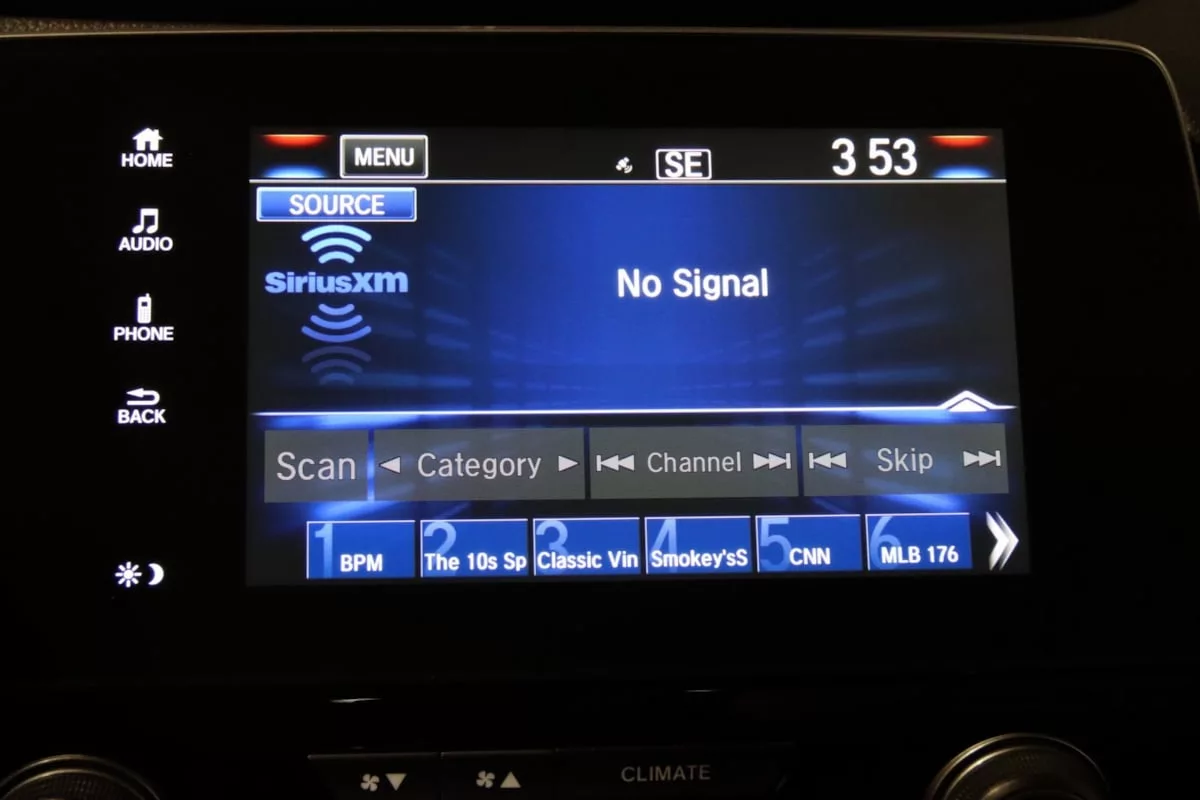 HOME
MENU
SE
3 53
AUDIO
SOURCE
SiriusXM
No Signal
PHONE
BACK
Scan
Category
Channel
Skip
1 BPM
2 The 10s Sp
3 Classic Vin
4 Smokey'sS
5 CNN
6 MLB 176
CLIMATE